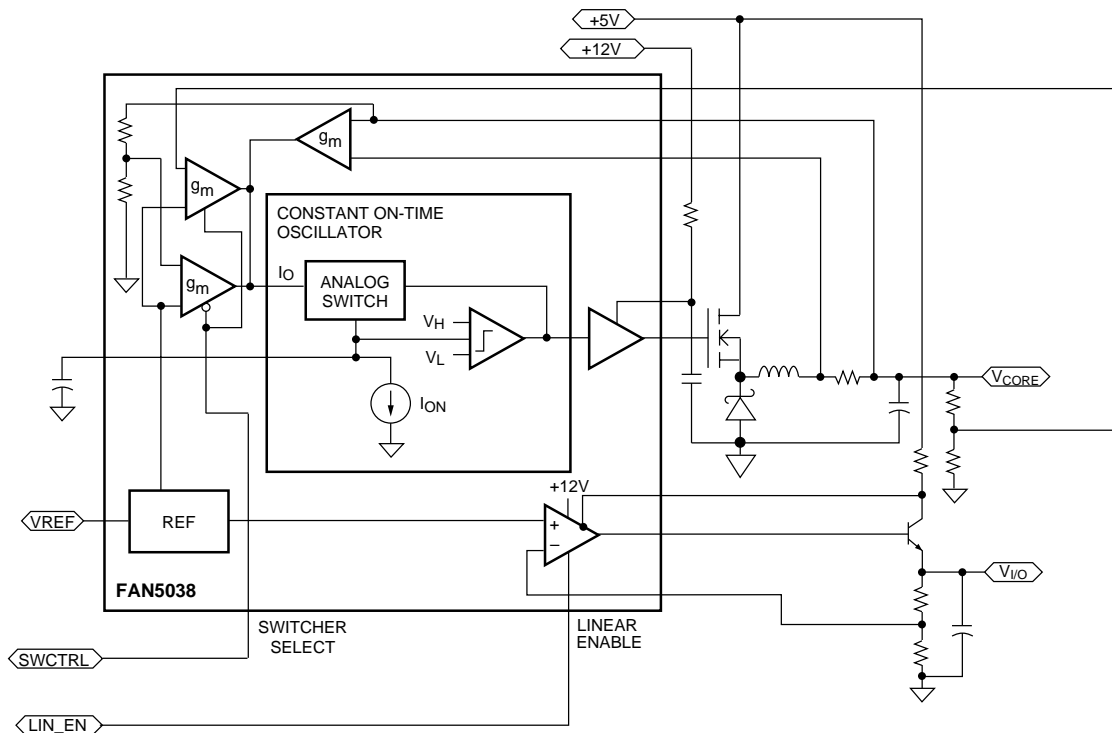 +5V
+12V
gm
gm
CONSTANT ON-TIME
OSCILLATOR
gm
IO
ANALOG
SWITCH
VH
VL
ION
VCORE
+12V
VREF
REF
+
–
FAN5038
VI/O
SWITCHER
SELECT
LINEAR
ENABLE
SWCTRL
LIN_EN